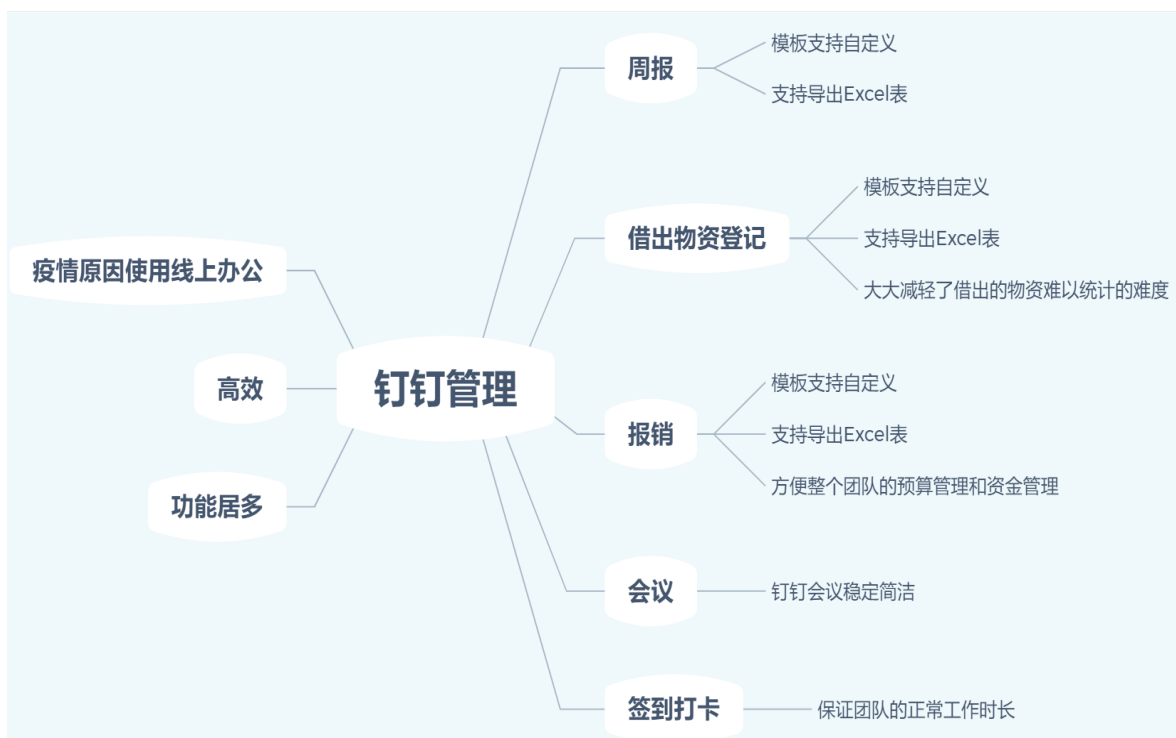 钉钉管理
疫情原因使用线上办公
高效
功能居多
周报
模板支持自定义
支持导出Excel表
借出物资登记
模板支持自定义
支持导出Excel表
大大减轻了借出的物资难以统计的难度
报销
模板支持自定义
支持导出Excel表
方便整个团队的预算管理和资金管理
会议
钉钉会议稳定简洁
签到打卡
保证团队的正常工作时长